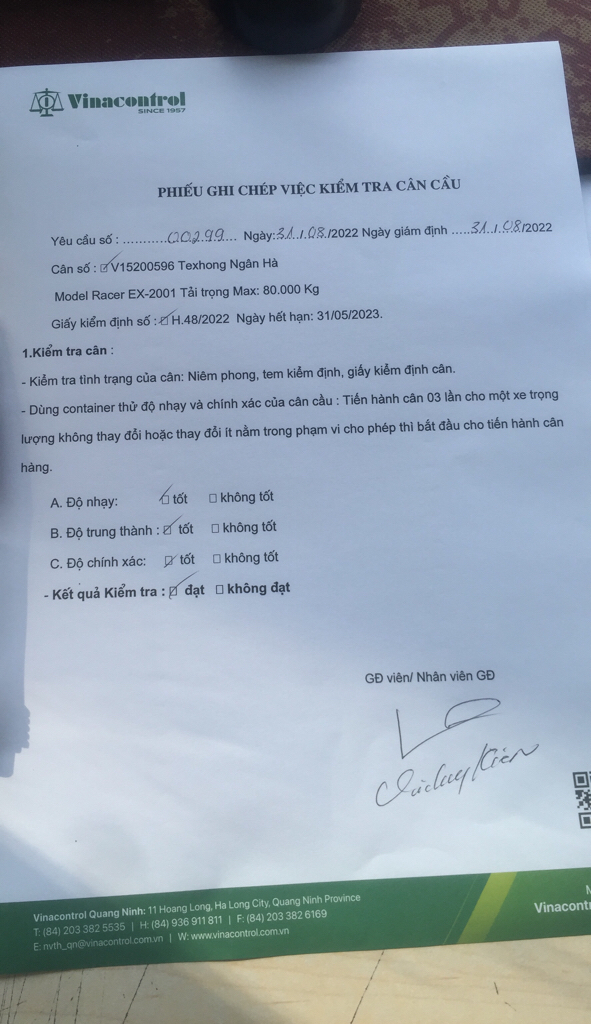 Vinacontrol
SINCE 1957
PHIẾU GHI CHÉP VIỆC KIỂM TRA CÂN CẦU
Yêu cầu số : ...........00299.... Ngày:31../.08./2022 Ngày giám định .....31../.08/2022
Cân số : ☑V15200596 Texhong Ngân Hà
Model Racer EX-2001 Tải trọng Max: 80.000 Kg
Giấy kiểm định số : ☑ H.48/2022 Ngày hết hạn: 31/05/2023.
1.Kiểm tra cân :
- Kiểm tra tình trạng của cân: Niêm phong, tem kiểm định, giấy kiểm định cân.
- Dùng container thử độ nhạy và chính xác của cân cầu : Tiến hành cân 03 lần cho một xe trọng
lượng không thay đổi hoặc thay đổi ít nằm trong phạm vi cho phép thì bắt đầu cho tiến hành cân
hàng.
A. Độ nhạy: ☑ tốt ☐ không tốt
B. Độ trung thành : ☑ tốt ☐ không tốt
C. Độ chính xác: ☑ tốt ☐ không tốt
- Kết quả Kiểm tra : ☑ đạt ☐ không đạt
GĐ viên/ Nhân viên GĐ
Kiên
Vinacontrol Quang Ninh: 11 Hoang Long, Ha Long City, Quang Ninh Province
T: (84) 203 382 5535 | H: (84) 936 911 811 | F: (84) 203 382 6169
E: nvth_qn@vinacontrol.com.vn | W: www.vinacontrol.com.vn